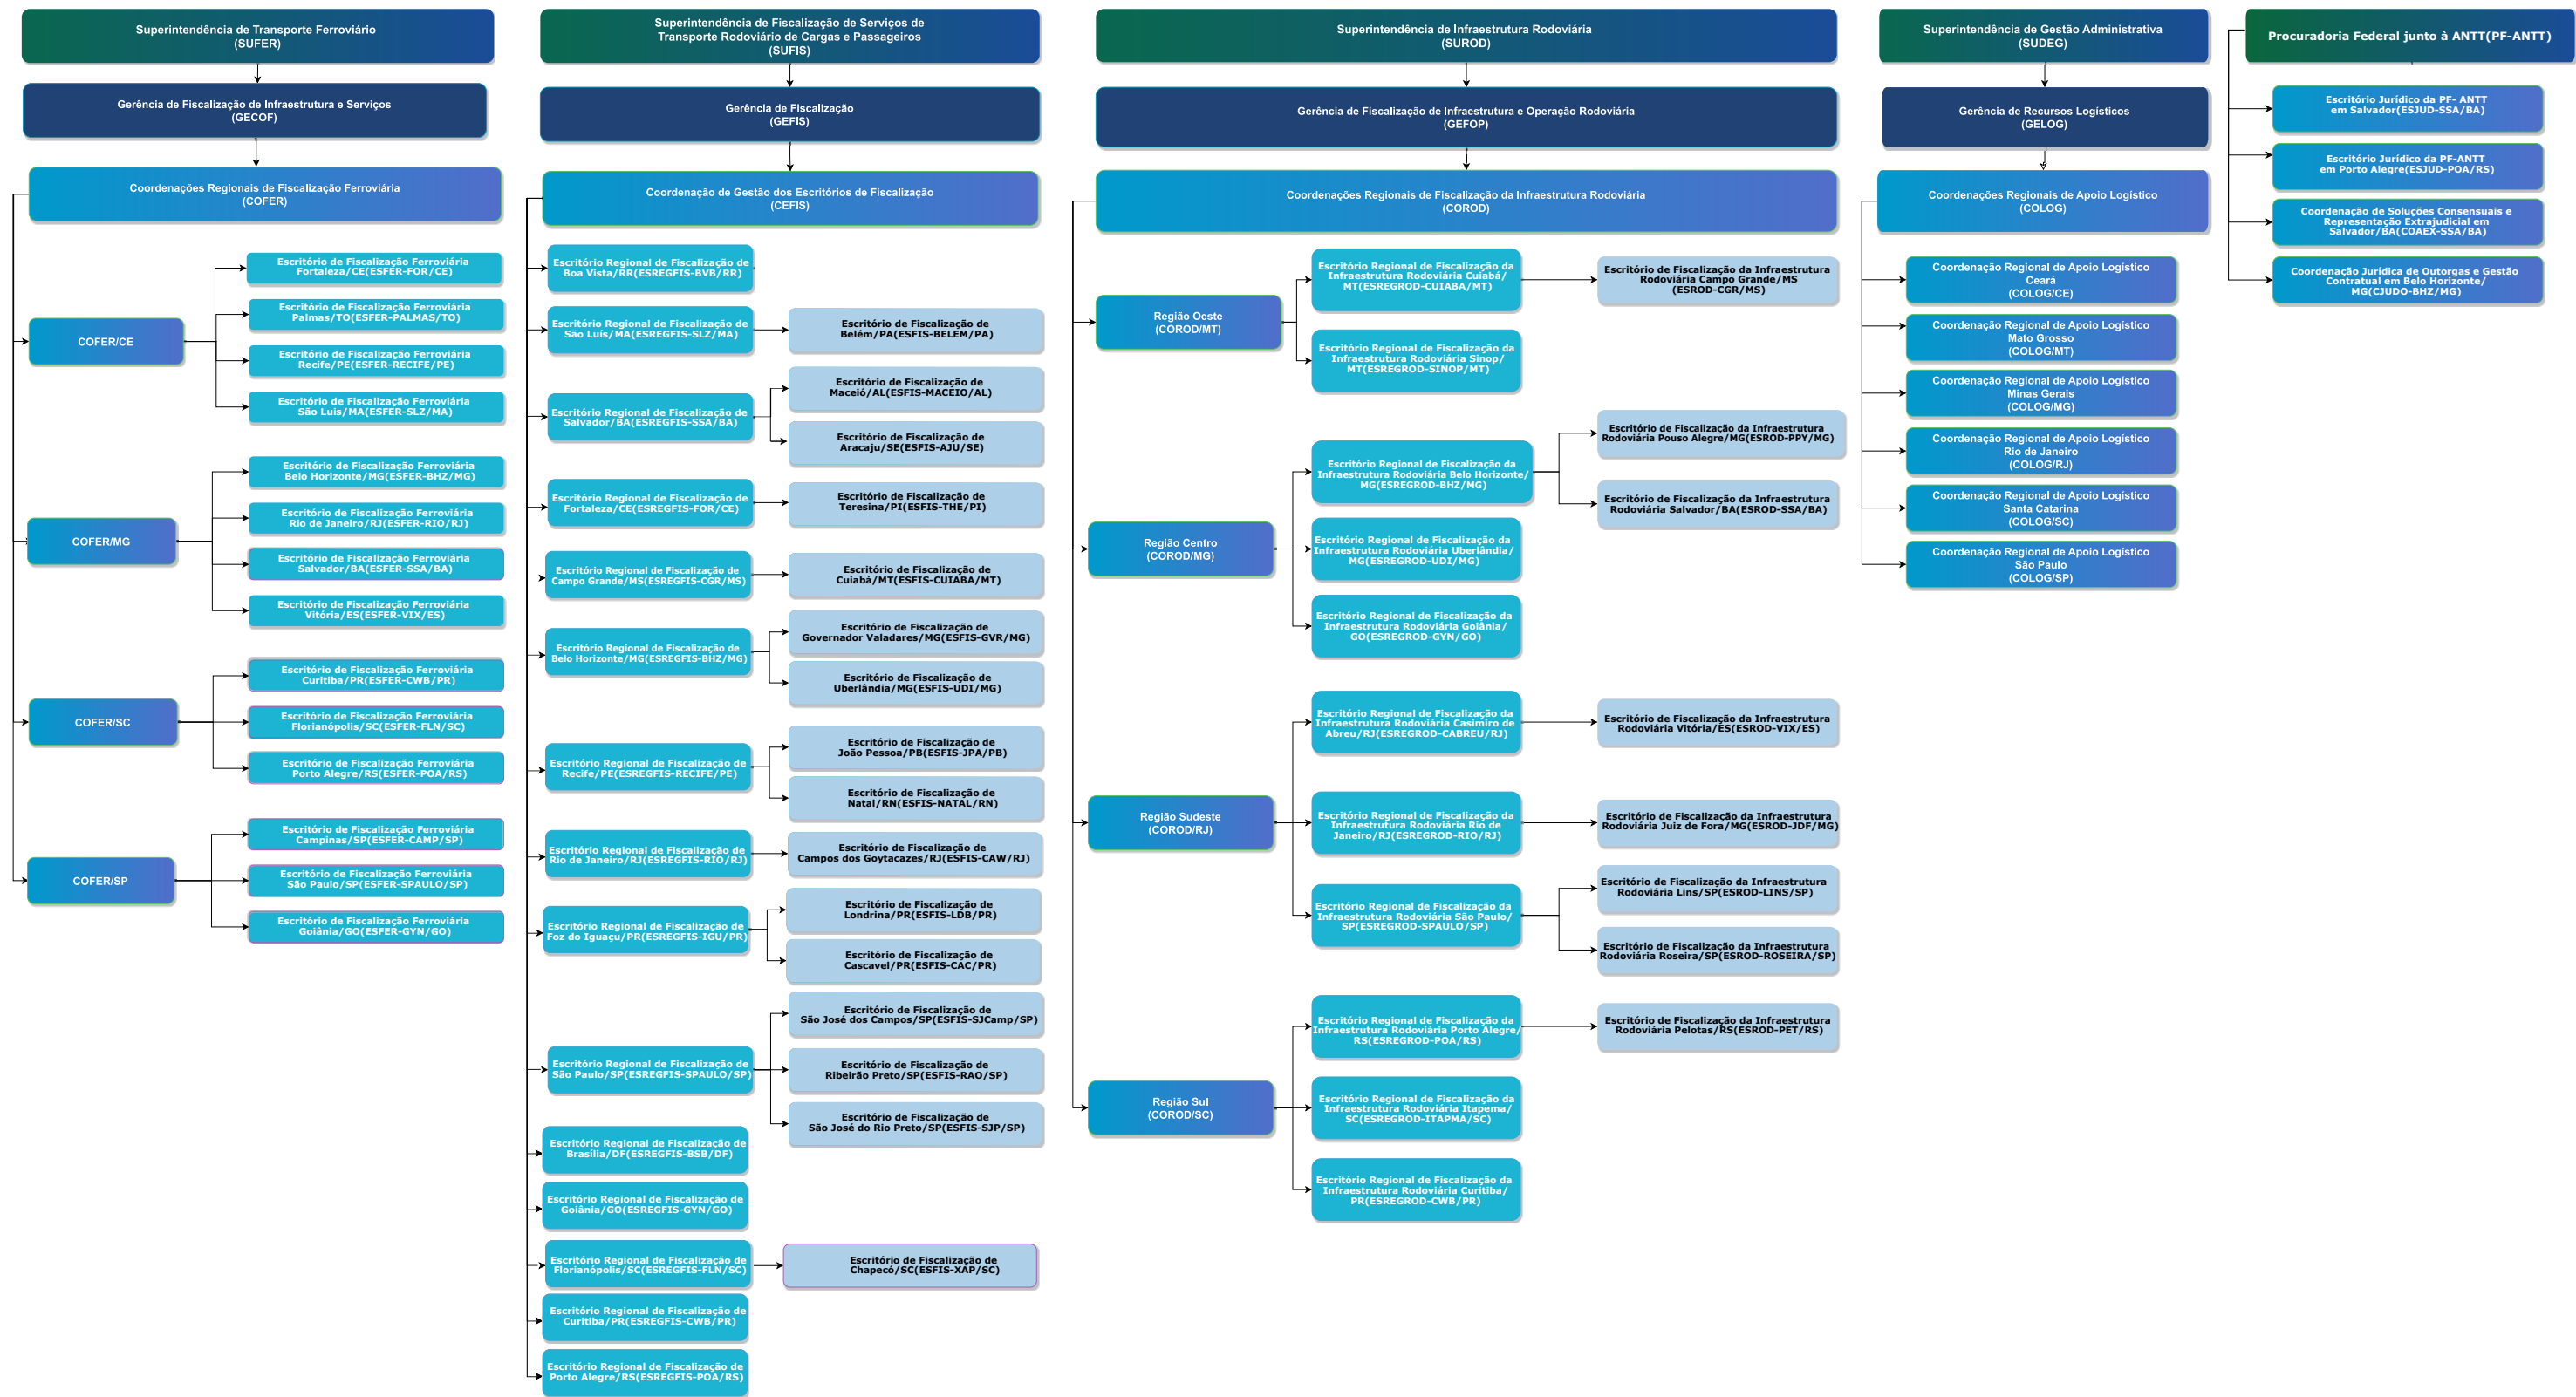 Superintendência de Transporte Ferroviário
(SUFER)
Gerência de Fiscalização de Infraestrutura e Serviços
(GECOF)
Coordenações Regionais de Fiscalização Ferroviária
(COFER)
COFER/CE
Escritório de Fiscalização Ferroviária
Fortaleza/CE(ESFER-FOR/CE)
Escritório de Fiscalização Ferroviária
Palmas/TO(ESFER-PALMAS/TO)
Escritório de Fiscalização Ferroviária
Recife/PE(ESFER-RECIFE/PE)
Escritório de Fiscalização Ferroviária
São Luis/MA(ESFER-SLZ/MA)
COFER/MG
Escritório de Fiscalização Ferroviária
Belo Horizonte/MG(ESFER-BHZ/MG)
Escritório de Fiscalização Ferroviária
Rio de Janeiro/RJ(ESFER-RIO/RJ)
Escritório de Fiscalização Ferroviária
Salvador/BA(ESFER-SSA/BA)
Escritório de Fiscalização Ferroviária
Vitória/ES(ESFER-VIX/ES)
COFER/SC
Escritório de Fiscalização Ferroviária
Curitiba/PR(ESFER-CWB/PR)
Escritório de Fiscalização Ferroviária
Florianópolis/SC(ESFER-FLN/SC)
Escritório de Fiscalização Ferroviária
Porto Alegre/RS(ESFER-POA/RS)
COFER/SP
Escritório de Fiscalização Ferroviária
Campinas/SP(ESFER-CAMP/SP)
Escritório de Fiscalização Ferroviária
São Paulo/SP(ESFER-SPAULO/SP)
Escritório de Fiscalização Ferroviária
Goiânia/GO(ESFER-GYN/GO)
Superintendência de Fiscalização de Serviços de
Transporte Rodoviário de Cargas e Passageiros
(SUFIS)
Gerência de Fiscalização
(GEFIS)
Coordenação de Gestão dos Escritórios de Fiscalização
(CEFIS)
Escritório Regional de Fiscalização de
Boa Vista/RR(ESREGFIS-BVB/RR)
Escritório Regional de Fiscalização de
São Luís/MA(ESREGFIS-SLZ/MA)
Escritório de Fiscalização de
Belém/PA(ESFIS-BELEM/PA)
Escritório Regional de Fiscalização de
Salvador/BA(ESREGFIS-SSA/BA)
Escritório de Fiscalização de
Maceió/AL(ESFIS-MACEIO/AL)
Escritório de Fiscalização de
Aracaju/SE(ESFIS-AJU/SE)
Escritório Regional de Fiscalização de
Fortaleza/CE(ESREGFIS-FOR/CE)
Escritório de Fiscalização de
Teresina/PI(ESFIS-THE/PI)
Escritório Regional de Fiscalização de
Campo Grande/MS(ESREGFIS-CGR/MS)
Escritório de Fiscalização de
Cuiabá/MT(ESFIS-CUIABA/MT)
Escritório Regional de Fiscalização de
Belo Horizonte/MG(ESREGFIS-BHZ/MG)
Escritório de Fiscalização de
Governador Valadares/MG(ESFIS-GVR/MG)
Escritório de Fiscalização de
Uberlândia/MG(ESFIS-UDI/MG)
Escritório Regional de Fiscalização de
Recife/PE(ESREGFIS-RECIFE/PE)
Escritório de Fiscalização de
João Pessoa/PB(ESFIS-JPA/PB)
Escritório de Fiscalização de
Natal/RN(ESFIS-NATAL/RN)
Escritório Regional de Fiscalização de
Rio de Janeiro/RJ(ESREGFIS-RIO/RJ)
Escritório de Fiscalização de
Campos dos Goytacazes/RJ(ESFIS-CAW/RJ)
Escritório Regional de Fiscalização de
Foz do Iguaçu/PR(ESREGFIS-IGU/PR)
Escritório de Fiscalização de
Londrina/PR(ESFIS-LDB/PR)
Escritório de Fiscalização de
Cascavel/PR(ESFIS-CAC/PR)
Escritório Regional de Fiscalização de
São Paulo/SP(ESREGFIS-SPAULO/SP)
Escritório de Fiscalização de
São José dos Campos/SP(ESFIS-SJCamp/SP)
Escritório de Fiscalização de
Ribeirão Preto/SP(ESFIS-RAO/SP)
Escritório de Fiscalização de
São José do Rio Preto/SP(ESFIS-SJP/SP)
Escritório Regional de Fiscalização de
Brasília/DF(ESREGFIS-BSB/DF)
Escritório Regional de Fiscalização de
Goiânia/GO(ESREGFIS-GYN/GO)
Escritório Regional de Fiscalização de
Florianópolis/SC(ESREGFIS-FLN/SC)
Escritório de Fiscalização de
Chapecó/SC(ESFIS-XAP/SC)
Escritório Regional de Fiscalização de
Curitiba/PR(ESREGFIS-CWB/PR)
Escritório Regional de Fiscalização de
Porto Alegre/RS(ESREGFIS-POA/RS)
Superintendência de Infraestrutura Rodoviária
(SUROD)
Gerência de Fiscalização de Infraestrutura e Operação Rodoviária
(GEFOP)
Coordenações Regionais de Fiscalização da Infraestrutura Rodoviária
(COROD)
Região Oeste
(COROD/MT)
Escritório Regional de Fiscalização da
Infraestrutura Rodoviária Cuiabá/
MT(ESREGROD-CUIABA/MT)
Escritório de Fiscalização da Infraestrutura
Rodoviária Campo Grande/MS
(ESROD-CGR/MS)
Escritório Regional de Fiscalização da
Infraestrutura Rodoviária Sinop/
MT(ESREGROD-SINOP/MT)
Região Centro
(COROD/MG)
Escritório Regional de Fiscalização da
Infraestrutura Rodoviária Belo Horizonte/
MG(ESREGROD-BHZ/MG)
Escritório de Fiscalização da Infraestrutura
Rodoviária Pouso Alegre/MG(ESROD-PPY/MG)
Escritório de Fiscalização da Infraestrutura
Rodoviária Salvador/BA(ESROD-SSA/BA)
Escritório Regional de Fiscalização da
Infraestrutura Rodoviária Uberlândia/
MG(ESREGROD-UDI/MG)
Escritório Regional de Fiscalização da
Infraestrutura Rodoviária Goiânia/
GO(ESREGROD-GYN/GO)
Região Sudeste
(COROD/RJ)
Escritório Regional de Fiscalização da
Infraestrutura Rodoviária Casimiro de
Abreu/RJ(ESREGROD-CABREU/RJ)
Escritório de Fiscalização da Infraestrutura
Rodoviária Vitória/ES(ESROD-VIX/ES)
Escritório Regional de Fiscalização da
Infraestrutura Rodoviária Rio de
Janeiro/RJ(ESREGROD-RIO/RJ)
Escritório de Fiscalização da Infraestrutura
Rodoviária Juiz de Fora/MG(ESROD-JDF/MG)
Escritório Regional de Fiscalização da
Infraestrutura Rodoviária São Paulo/
SP(ESREGROD-SPAULO/SP)
Escritório de Fiscalização da Infraestrutura
Rodoviária Lins/SP(ESROD-LINS/SP)
Escritório de Fiscalização da Infraestrutura
Rodoviária Roseira/SP(ESROD-ROSEIRA/SP)
Região Sul
(COROD/SC)
Escritório Regional de Fiscalização da
Infraestrutura Rodoviária Porto Alegre/
RS(ESREGROD-POA/RS)
Escritório de Fiscalização da Infraestrutura
Rodoviária Pelotas/RS(ESROD-PET/RS)
Escritório Regional de Fiscalização da
Infraestrutura Rodoviária Itapema/
SC(ESREGROD-ITAPMA/SC)
Escritório Regional de Fiscalização da
Infraestrutura Rodoviária Curitiba/
PR(ESREGROD-CWB/PR)
Superintendência de Gestão Administrativa
(SUDEG)
Gerência de Recursos Logísticos
(GELOG)
Coordenações Regionais de Apoio Logístico
(COLOG)
Coordenação Regional de Apoio Logístico
Ceará
(COLOG/CE)
Coordenação Regional de Apoio Logístico
Mato Grosso
(COLOG/MT)
Coordenação Regional de Apoio Logístico
Minas Gerais
(COLOG/MG)
Coordenação Regional de Apoio Logístico
Rio de Janeiro
(COLOG/RJ)
Coordenação Regional de Apoio Logístico
Santa Catarina
(COLOG/SC)
Coordenação Regional de Apoio Logístico
São Paulo
(COLOG/SP)
Procuradoria Federal junto à ANTT(PF-ANTT)
Escritório Jurídico da PF- ANTT
em Salvador(ESJUD-SSA/BA)
Escritório Jurídico da PF-ANTT
em Porto Alegre(ESJUD-POA/RS)
Coordenação de Soluções Consensuais e
Representação Extrajudicial em
Salvador/BA(COAEX-SSA/BA)
Coordenação Jurídica de Outorgas e Gestão
Contratual em Belo Horizonte/
MG(CJUDO-BHZ/MG)